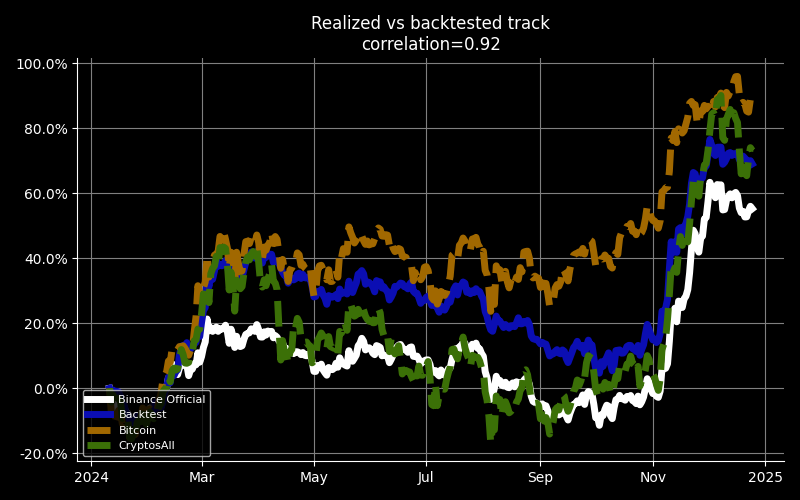 Realized vs backtested track
correlation=0.92
100.0%
80.0%
60.0%
40.0%
20.0%
0.0%
-20.0%
Binance Official
Backtest
Bitcoin
CryptosAll
2024 Mar May Jul Sep Nov 2025